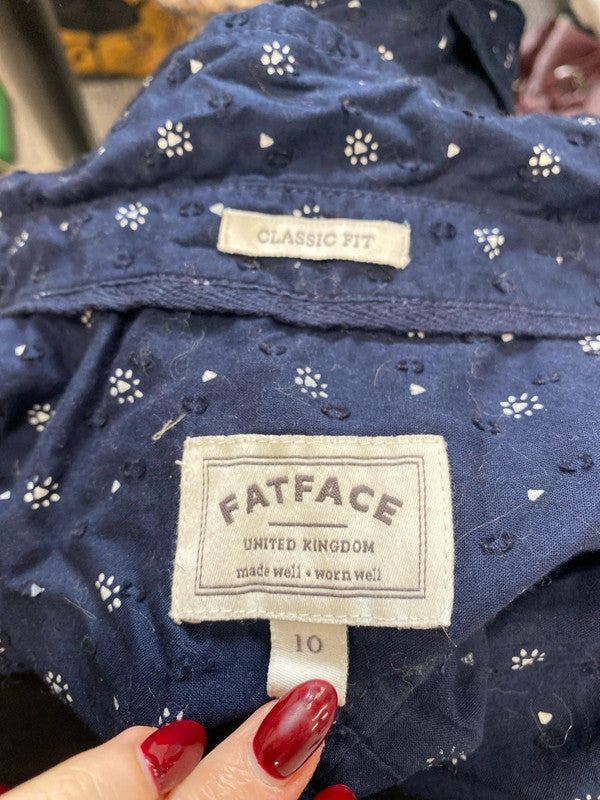 CLASSIC FIT
FATFACE
UNITED KINGDOM
made well • worn well
10